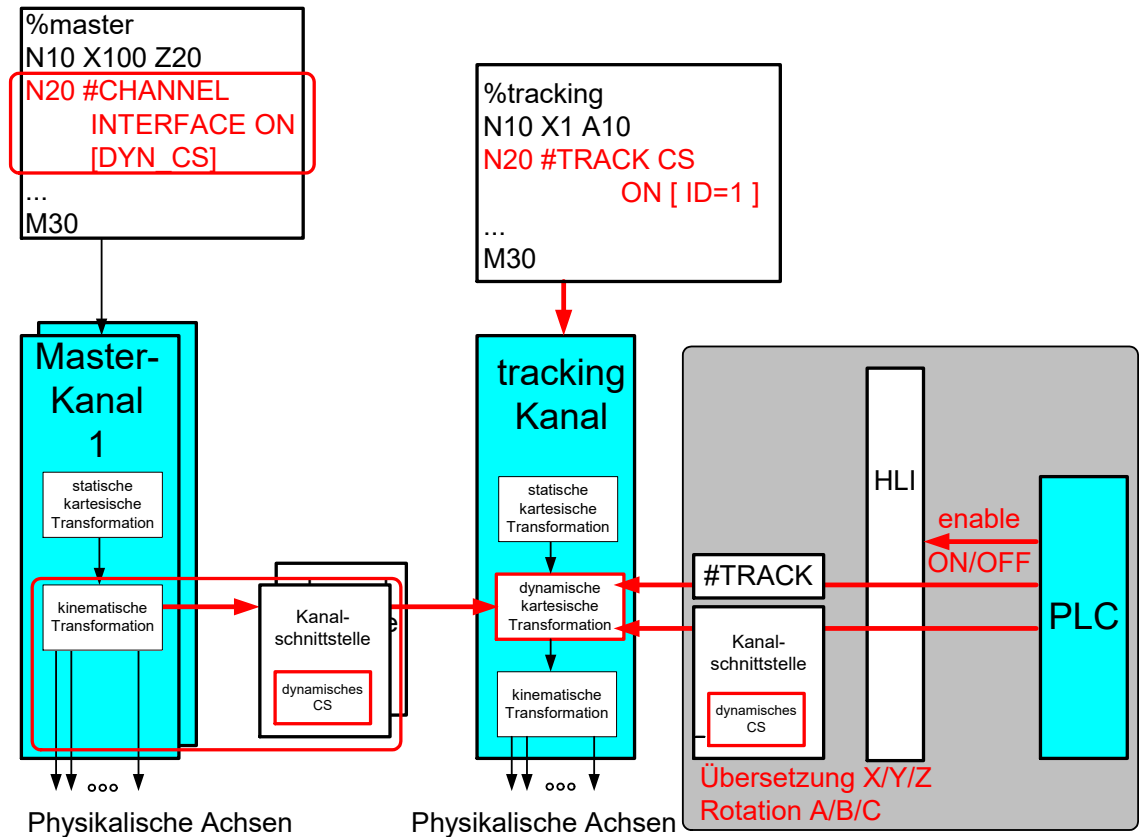 %master
N10 X100 Z20
N20 #CHANNEL
INTERFACE ON
[DYN_CS]
...
M30
%tracking
N10 X1 A10
N20 #TRACK CS
ON [ ID=1 ]
...
M30
Master-
Kanal
1
statische
kartesische
Transformation
kinematische
Transformation
Kanal-
schnittstelle
dynamisches
CS
Physikalische Achsen
tracking
Kanal
statische
kartesische
Transformation
dynamische
kartesische
Transformation
kinematische
Transformation
Physikalische Achsen
#TRACK
Kanal-
schnittstelle
dynamisches
CS
HLI
enable
ON/OFF
PLC
Übersetzung X/Y/Z
Rotation A/B/C